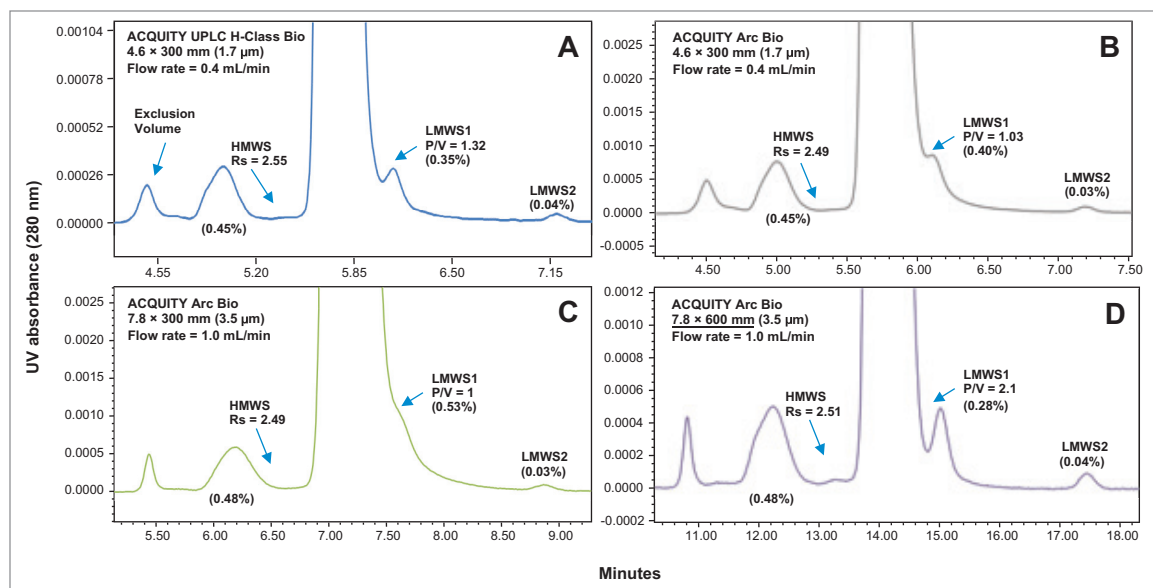 UV absorbance (280 nm)
ACQUITY UPLC H-Class Bio
4.6 × 300 mm (1.7 µm)
Flow rate = 0.4 mL/min
A
0.00104
0.00078
0.00052
0.00026
0.00000
Exclusion
Volume
HMWS
Rs = 2.55
(0.45%)
LMWS1
P/V = 1.32
(0.35%)
LMWS2
(0.04%)
4.55 5.20 5.85 6.50 7.15
ACQUITY Arc Bio
4.6 × 300 mm (1.7 µm)
Flow rate = 0.4 mL/min
B
0.0025
0.0020
0.0015
0.0010
0.0005
0.0000
-0.0005
HMWS
Rs = 2.49
(0.45%)
LMWS1
P/V = 1.03
(0.40%)
LMWS2
(0.03%)
4.50 5.00 5.50 6.00 6.50 7.00 7.50
ACQUITY Arc Bio
7.8 × 300 mm (3.5 µm)
Flow rate = 1.0 mL/min
C
0.0025
0.0020
0.0015
0.0010
0.0005
0.0000
HMWS
Rs = 2.49
(0.48%)
LMWS1
P/V = 1
(0.53%)
LMWS2
(0.03%)
5.50 6.00 6.50 7.00 7.50 8.00 8.50 9.00
ACQUITY Arc Bio
7.8 × 600 mm (3.5 µm)
Flow rate = 1.0 mL/min
D
0.0012
0.0010
0.0008
0.0006
0.0004
0.0002
0.0000
-0.0002
HMWS
Rs = 2.51
(0.48%)
LMWS1
P/V = 2.1
(0.28%)
LMWS2
(0.04%)
11.00 12.00 13.00 14.00 15.00 16.00 17.00 18.00
Minutes